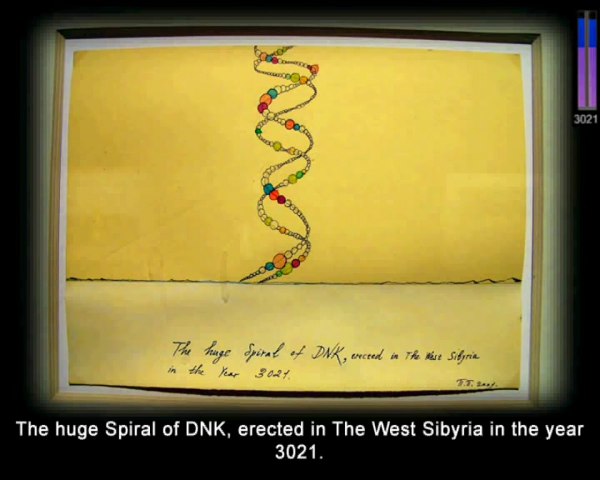 3021
The huge Spiral of DNK, erected in The West Sibyria
in the Year 3021.
The huge Spiral of DNK, erected in The West Sibyria in the year
3021.